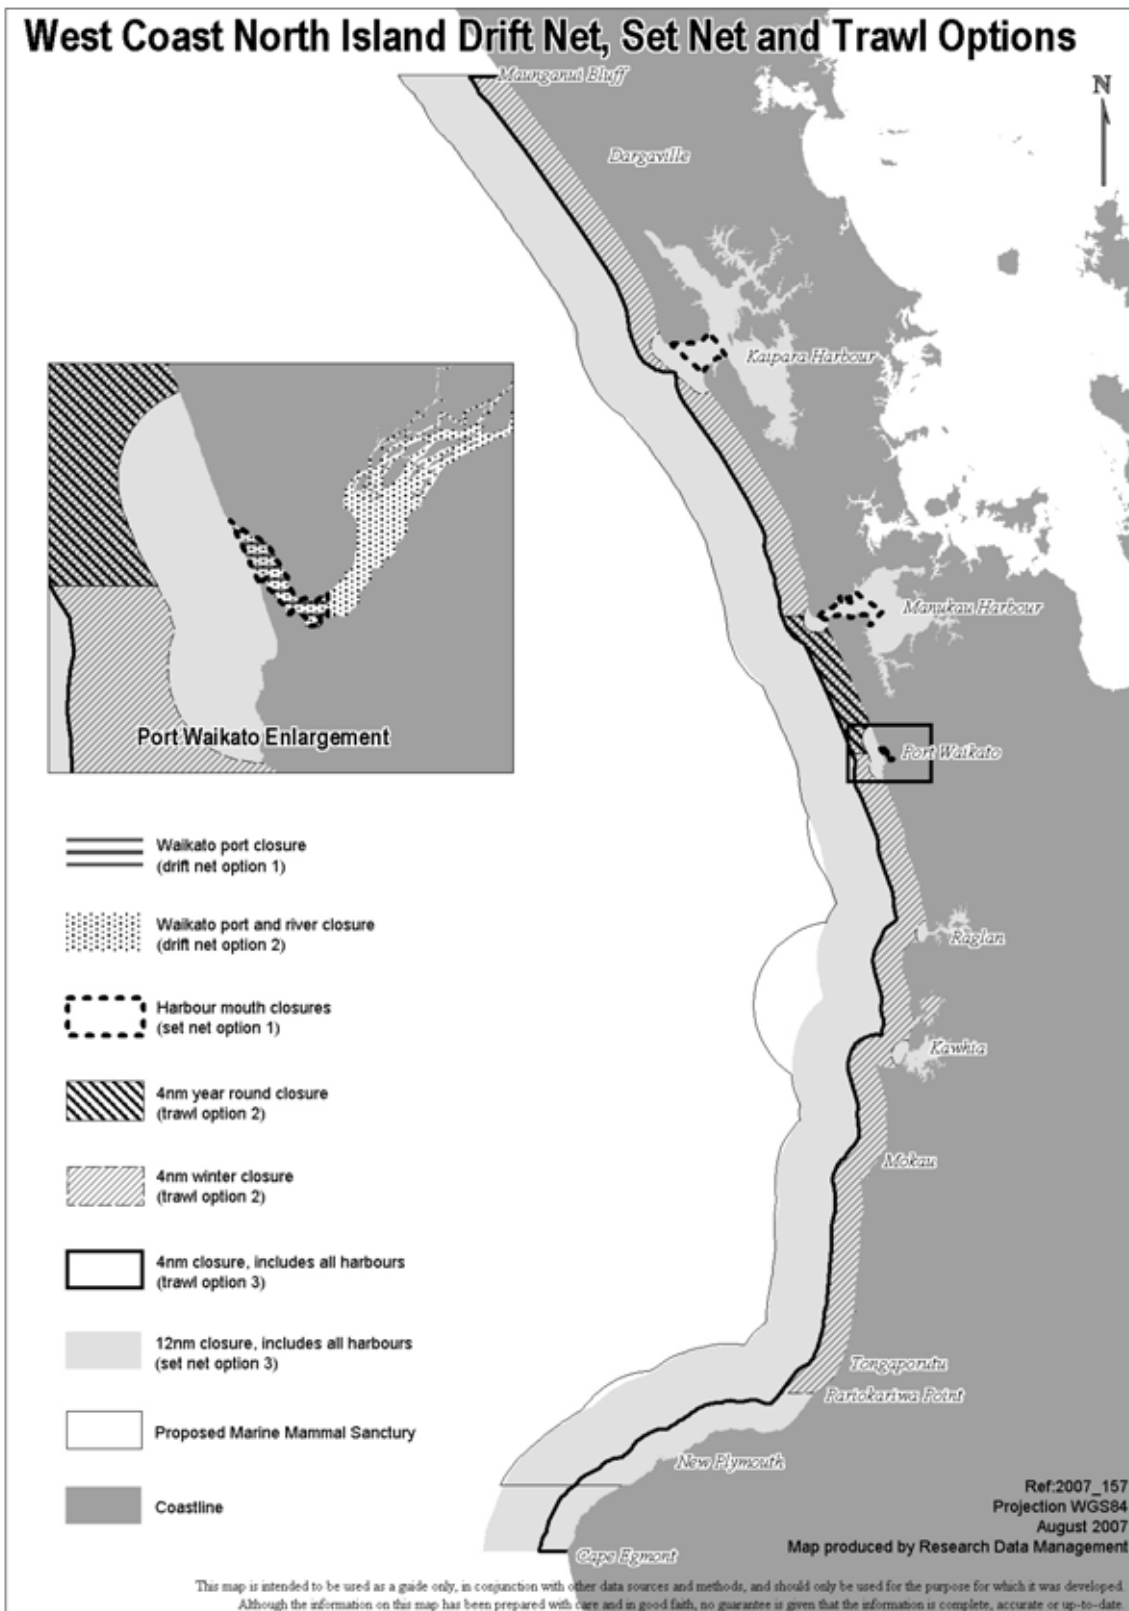 West Coast North Island Drift Net, Set Net and Trawl Options
Maunganui Bluff
N
Dargaville
Kaipara Harbour
Manukau Harbour
Port Waikato Enlargement
Port Waikato
Waikato port closure
(drift net option 1)
Waikato port and river closure
(drift net option 2)
Raglan
Harbour mouth closures
(set net option 1)
Kawhia
4nm year round closure
(trawl option 2)
Mokau
4nm winter closure
(trawl option 2)
4nm closure, includes all harbours
(trawl option 3)
12nm closure, includes all harbours
(set net option 3)
Tongaporutu
Pariokariwa Point
Proposed Marine Mammal Sanctury
New Plymouth
Coastline
Ref:2007_157
Projection WGS84
August 2007
Map produced by Research Data Management
Cape Egmont
This map is intended to be used as a guide only, in conjunction with other data sources and methods, and should only be used for the purpose for which it was developed.
Although the information on this map has been prepared with care and in good faith, no guarantee is given that the information is complete, accurate or up-to-date.